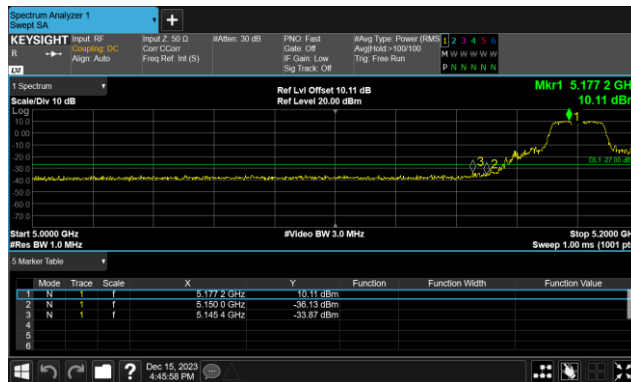 Spectrum Analyzer 1
Swept SA
+
KEYSIGHT Input: RF Input Z: 50 Ω #Atten: 30 dB PNO: Fast #Avg Type: Power (RMS 1 2 3 4 5 6
R Coupling: DC Corr CCorr Gate: Off Avg|Hold:>100/100 M W W W W W
Align: Auto Freq Ref: Int (S) IF Gain: Low Trig: Free Run
LXI Sig Track: Off P N N N N N
1 Spectrum Ref Lvl Offset 10.11 dB Mkr1 5.177 2 GH
Scale/Div 10 dB Ref Level 20.00 dBm 10.11 dBm
Log
10.0
0.00
-10.0
-20.0
-30.0
-40.0
-50.0
-60.0
-70.0
1
3 2
DL1 -27.00 dB
Start 5.0000 GHz #Video BW 3.0 MHz Stop 5.2000 GH
#Res BW 1.0 MHz Sweep 1.00 ms (1001 pt
5 Marker Table
Mode Trace Scale X Y Function Function Width Function Value
1 N 1 f 5.177 2 GHz 10.11 dBm
2 N 1 f 5.150 0 GHz -36.13 dBm
3 N 1 f 5.145 4 GHz -33.87 dBm
4
5
6
? Dec 15, 2023
4:45:58 PM